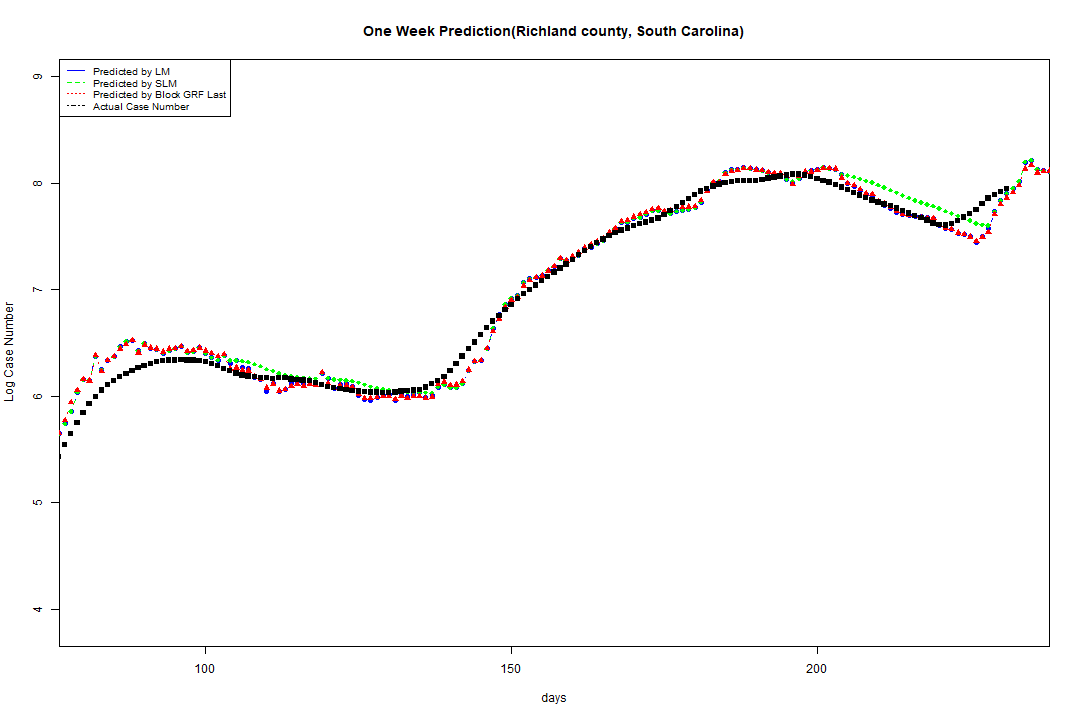 One Week Prediction(Richland county, South Carolina)
Predicted by LM
Predicted by SLM
Predicted by Block GRF Last
Actual Case Number
9
8
7
6
5
4
Log Case Number
100 150 200
days